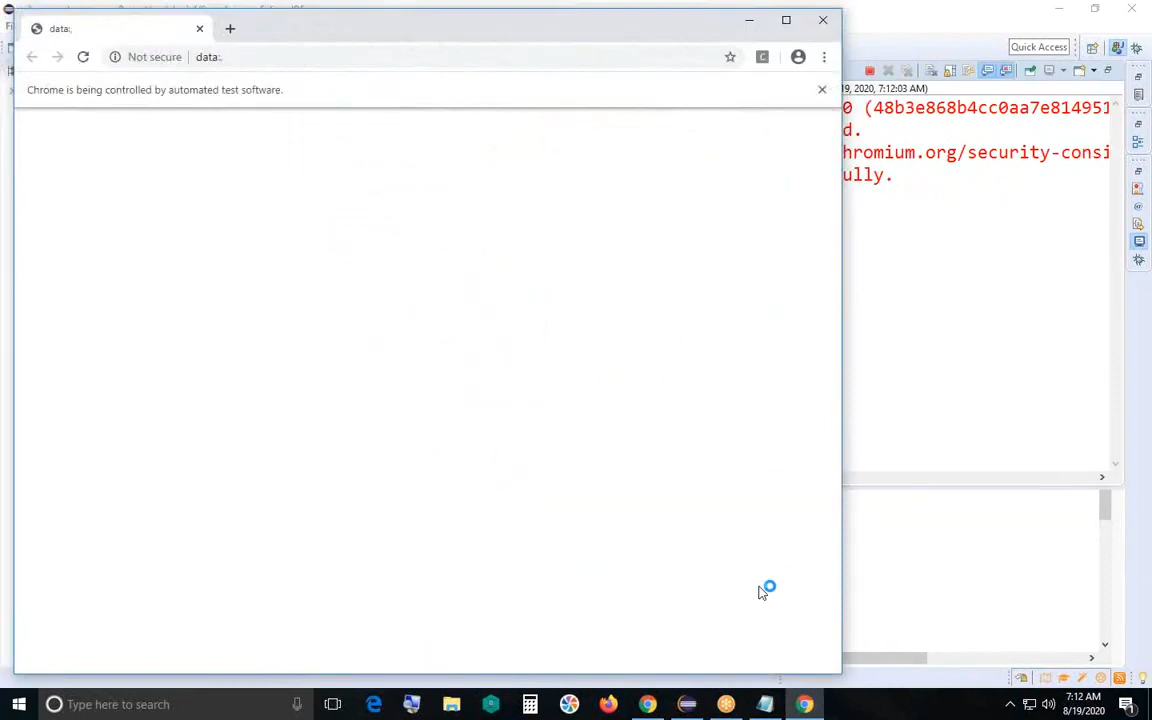 data:,
Not secure
data:,
Chrome is being controlled by automated test software.
Quick Access
19, 2020, 7:12:03 AM)
0 (48b3e868b4cc0aa7e814951
d.
hromium.org/security-consi
ully.
Type here to search
7:12 AM
8/19/2020
1